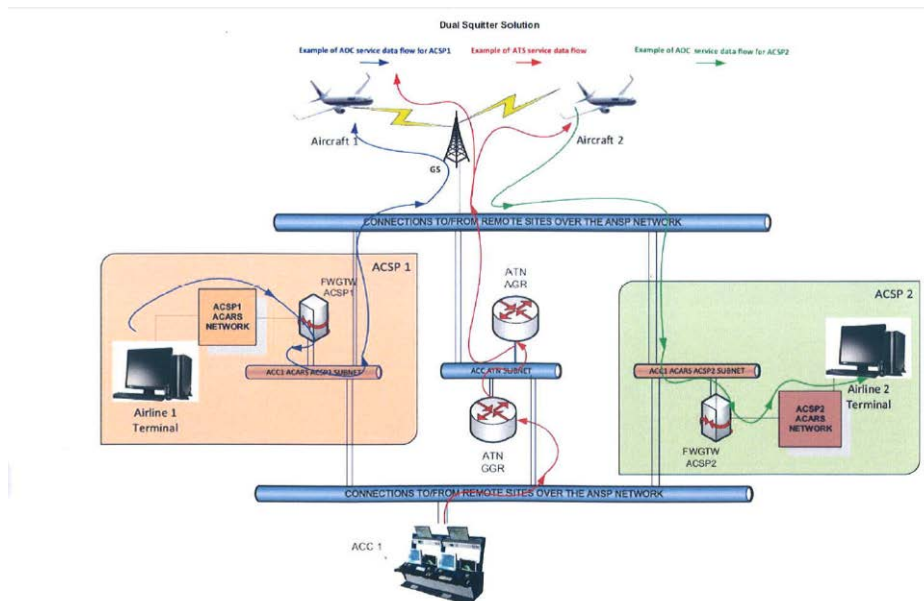 Dual Squitter Solution
Example of AOC service data flow for ACSP1
Example of ATS service data flow
Example of AOC service data flow for ACSP2
Aircraft 1
Aircraft 2
GS
CONNECTIONS TO/FROM REMOTE SITES OVER THE ANSP NETWORK
ACSP 1
FWGTW
ACSP1
ACSP1
ACARS
NETWORK
ACC1 ACARS ACSP1 SUBNET
Airline 1
Terminal
ATN
AGR
ACC ATN SUBNET
ATN
GGR
ACSP 2
ACC1 ACARS ACSP2 SUBNET
Airline 2
Terminal
FWGTW
ACSP2
ACSP2
ACARS
NETWORK
CONNECTIONS TO/FROM REMOTE SITES OVER THE ANSP NETWORK
ACC 1